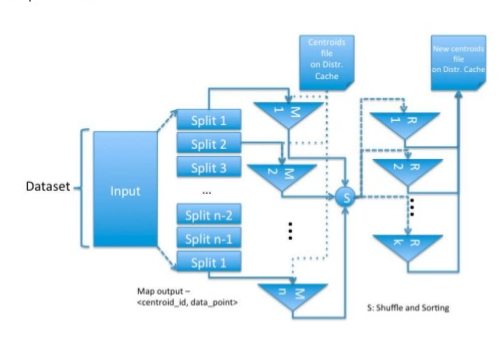 Centroids
file
on Distr.
Cache
New centroids
file
on Distr. Cache
Dataset
Input
Split 1
Split 2
Split 3
...
Split n-2
Split n-1
Split 1
M
1
M
2
M
n
S
R
1
R
2
R
k
Map output –
<centroid_id, data_point>
S: Shuffle and Sorting